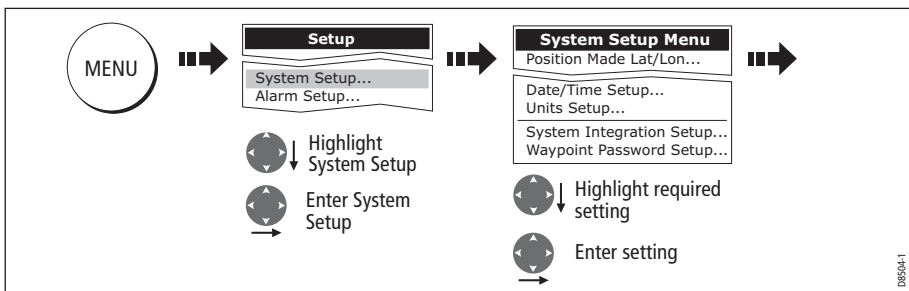 MENU
Setup
System Setup...
Alarm Setup...
Highlight
System Setup
Enter System
Setup
System Setup Menu
Position Made Lat/Lon...
Date/Time Setup...
Units Setup...
System Integration Setup...
Waypoint Password Setup...
Highlight required
setting
Enter setting
D8504-1